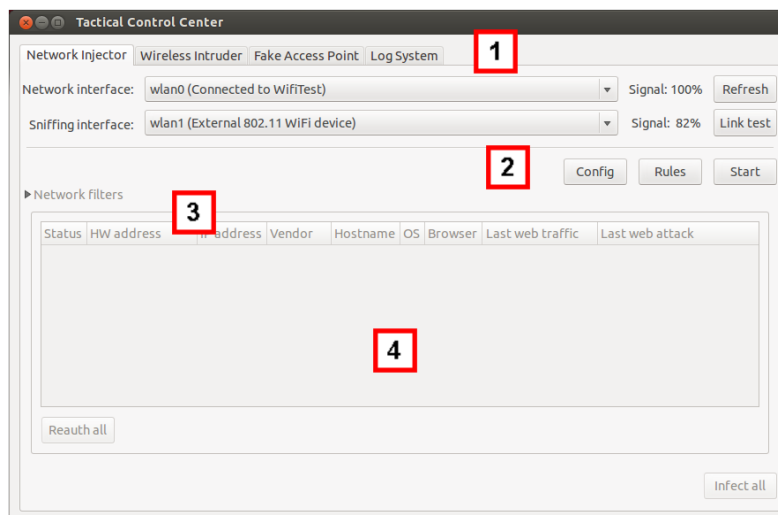 Tactical Control Center
Network Injector Wireless Intruder Fake Access Point Log System 1
Network interface: wlan0 (Connected to WifiTest) Signal: 100% Refresh
Sniffing interface: wlan1 (External 802.11 WiFi device) Signal: 82% Link test
2 Config Rules Start
Network filters
3
Status HW address IP address Vendor Hostname OS Browser Last web traffic Last web attack
4
Reauth all
Infect all